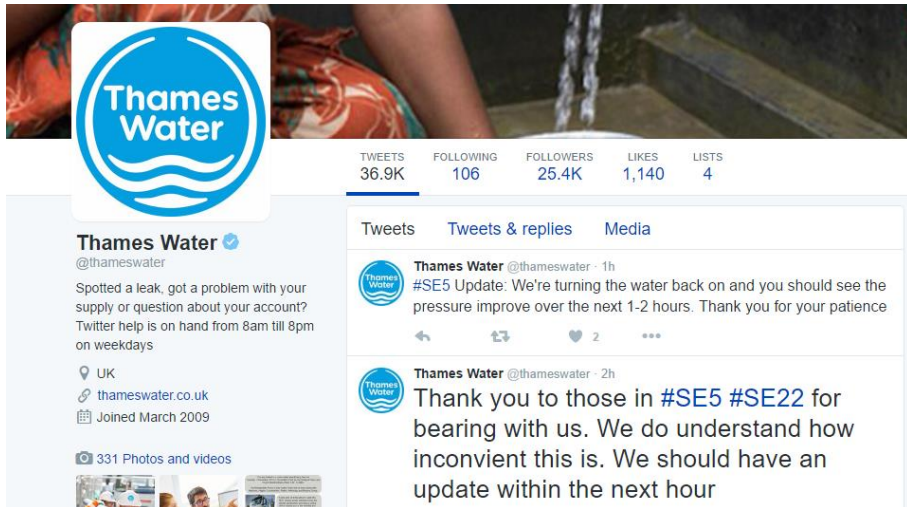 Thames
Water
TWEETS FOLLOWING FOLLOWERS LIKES LISTS
36.9K 106 25.4K 1,140 4
Thames Water
@thameswater
Spotted a leak, got a problem with your
supply or question about your account?
Twitter help is on hand from 8am till 8pm
on weekdays
UK
thameswater.co.uk
Joined March 2009
331 Photos and videos
Tweets Tweets & replies Media
Thames
Water
Thames Water @thameswater · 1h
#SE5 Update: We're turning the water back on and you should see the
pressure improve over the next 1-2 hours. Thank you for your patience
2
Thames
Water
Thames Water @thameswater · 2h
Thank you to those in #SE5 #SE22 for
bearing with us. We do understand how
inconvient this is. We should have an
update within the next hour